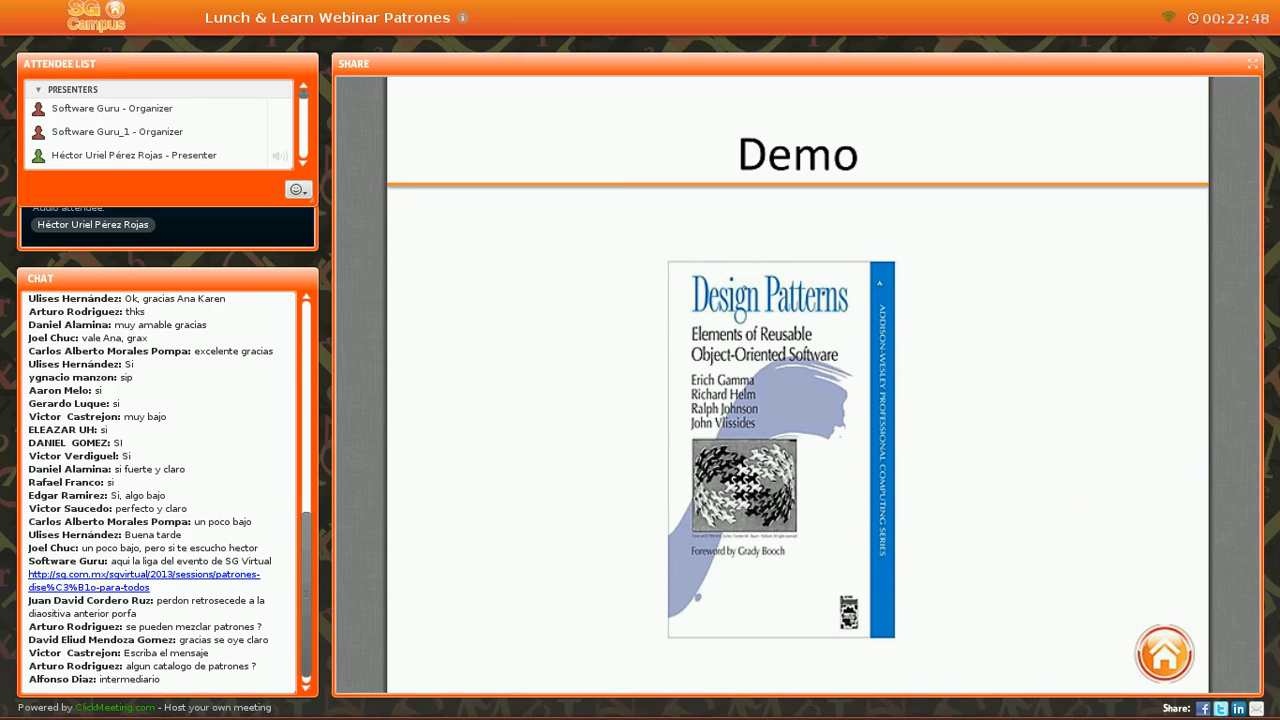 SG
Campus
Lunch & Learn Webinar Patrones
00:22:48
ATTENDEE LIST
PRESENTERS
Software Guru - Organizer
Software Guru_1 - Organizer
Héctor Uriel Pérez Rojas - Presenter
Audio attendee:
Héctor Uriel Pérez Rojas
CHAT
Ulises Hernández: Ok, gracias Ana Karen
Arturo Rodriguez: thks
Daniel Alamina: muy amable gracias
Joel Chuc: vale Ana, grax
Carlos Alberto Morales Pompa: excelente gracias
Ulises Hernández: Si
ygnacio manzon: sip
Aaron Melo: si
Gerardo Luque: si
Victor Castrejon: muy bajo
ELEAZAR UH: si
DANIEL GOMEZ: SI
Victor Verdiguel: Si
Daniel Alamina: si fuerte y claro
Rafael Franco: si
Edgar Ramirez: Si, algo bajo
Victor Saucedo: perfecto y claro
Carlos Alberto Morales Pompa: un poco bajo
Ulises Hernández: Buena tarde
Joel Chuc: un poco bajo, pero si te escucho hector
Software Guru: aqui la liga del evento de SG Virtual
http://sg.com.mx/sgvirtual/2013/sessions/patrones-
dise%C3%B1o-para-todos
Juan David Cordero Ruz: perdon retrosecede a la
diaositiva anterior porfa
Arturo Rodriguez: se pueden mezclar patrones ?
David Eliud Mendoza Gomez: gracias se oye claro
Victor Castrejon: Escriba el mensaje
Arturo Rodriguez: algun catalogo de patrones ?
Alfonso Diaz: intermediario
SHARE
Demo
Design Patterns
Elements of Reusable
Object-Oriented Software
Erich Gamma
Richard Helm
Ralph Johnson
John Vlissides
Foreword by Grady Booch
ADDISON-WESLEY PROFESSIONAL COMPUTING SERIES
Powered by ClickMeeting.com - Host your own meeting
Share: